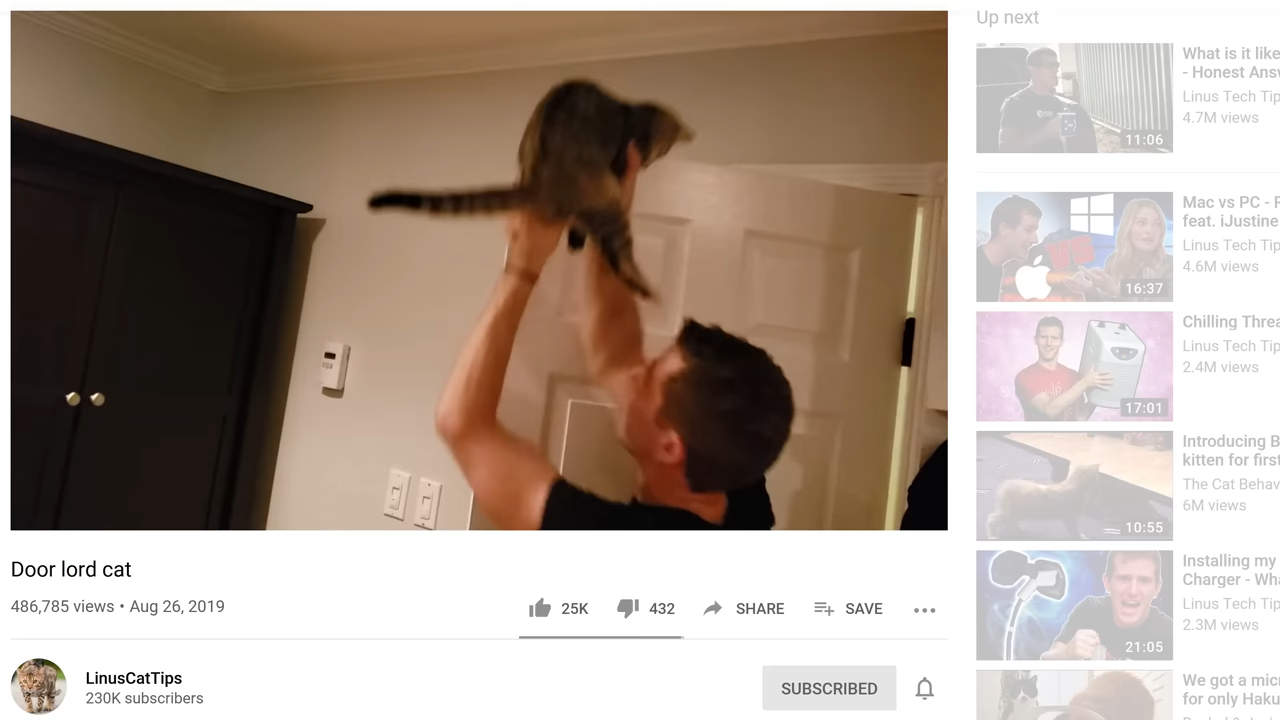 Up next
What is it like
- Honest Answ
Linus Tech Tip
4.7M views
11:06
Mac vs PC -
feat. iJustine
Linus Tech Tip
4.6M views
16:37
VS
Chilling Threa
Linus Tech Tip
2.4M views
17:01
Introducing B
kitten for first
The Cat Behav
6M views
10:55
Installing my
Charger - Wha
Linus Tech Tip
2.3M views
21:05
We got a micr
for only Haku
Door lord cat
486,785 views • Aug 26, 2019
25K
432
SHARE
SAVE
LinusCatTips
230K subscribers
SUBSCRIBED